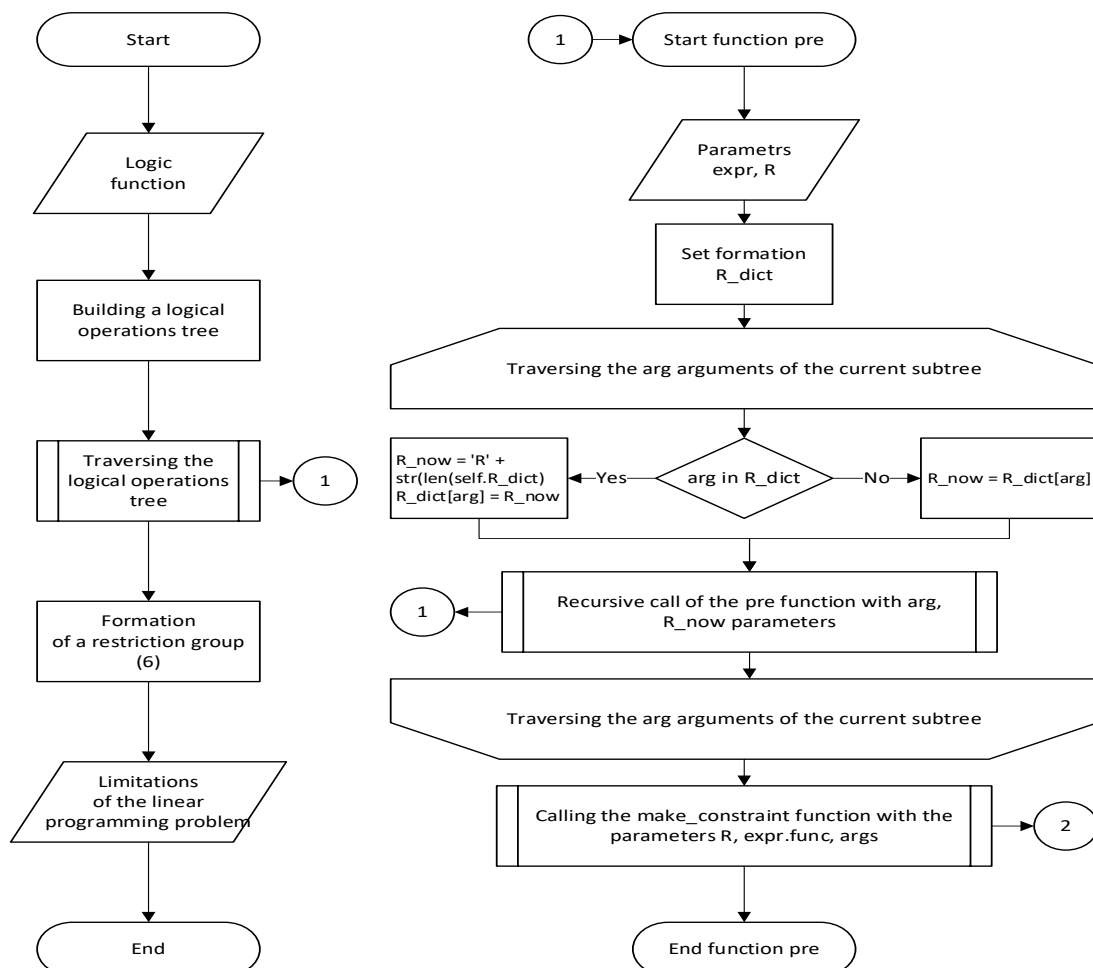 Start
Logic
function
Building a logical
operations tree
Traversing the
logical operations
tree
1
Formation
of a restriction group
(6)
Limitations
of the linear
programming problem
End
1
Start function pre
Parametrs
expr, R
Set formation
R_dict
Traversing the arg arguments of the current subtree
R_now = 'R' +
str(len(self.R_dict)
R_dict[arg] = R_now
Yes
arg in R_dict
No
R_now = R_dict[arg]
1
Recursive call of the pre function with arg,
R_now parameters
Traversing the arg arguments of the current subtree
Calling the make_constraint function with the
parameters R, expr.func, args
2
End function pre